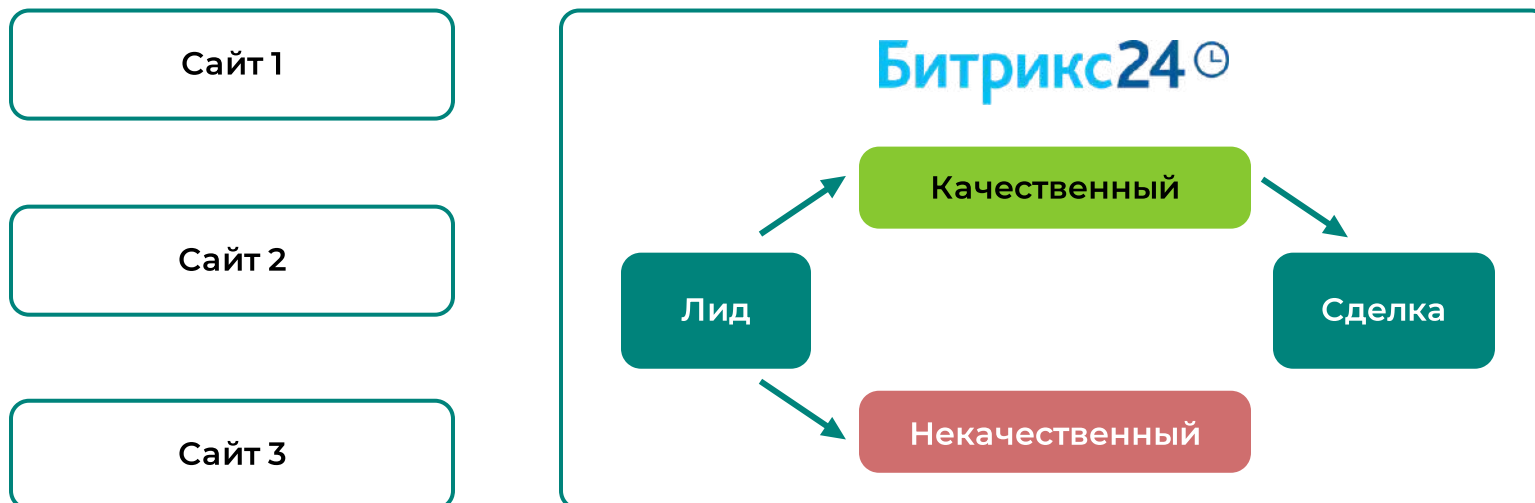 Сайт 1
Сайт 2
Сайт 3
Битрикс24
Качественный
Лид
Сделка
Некачественный